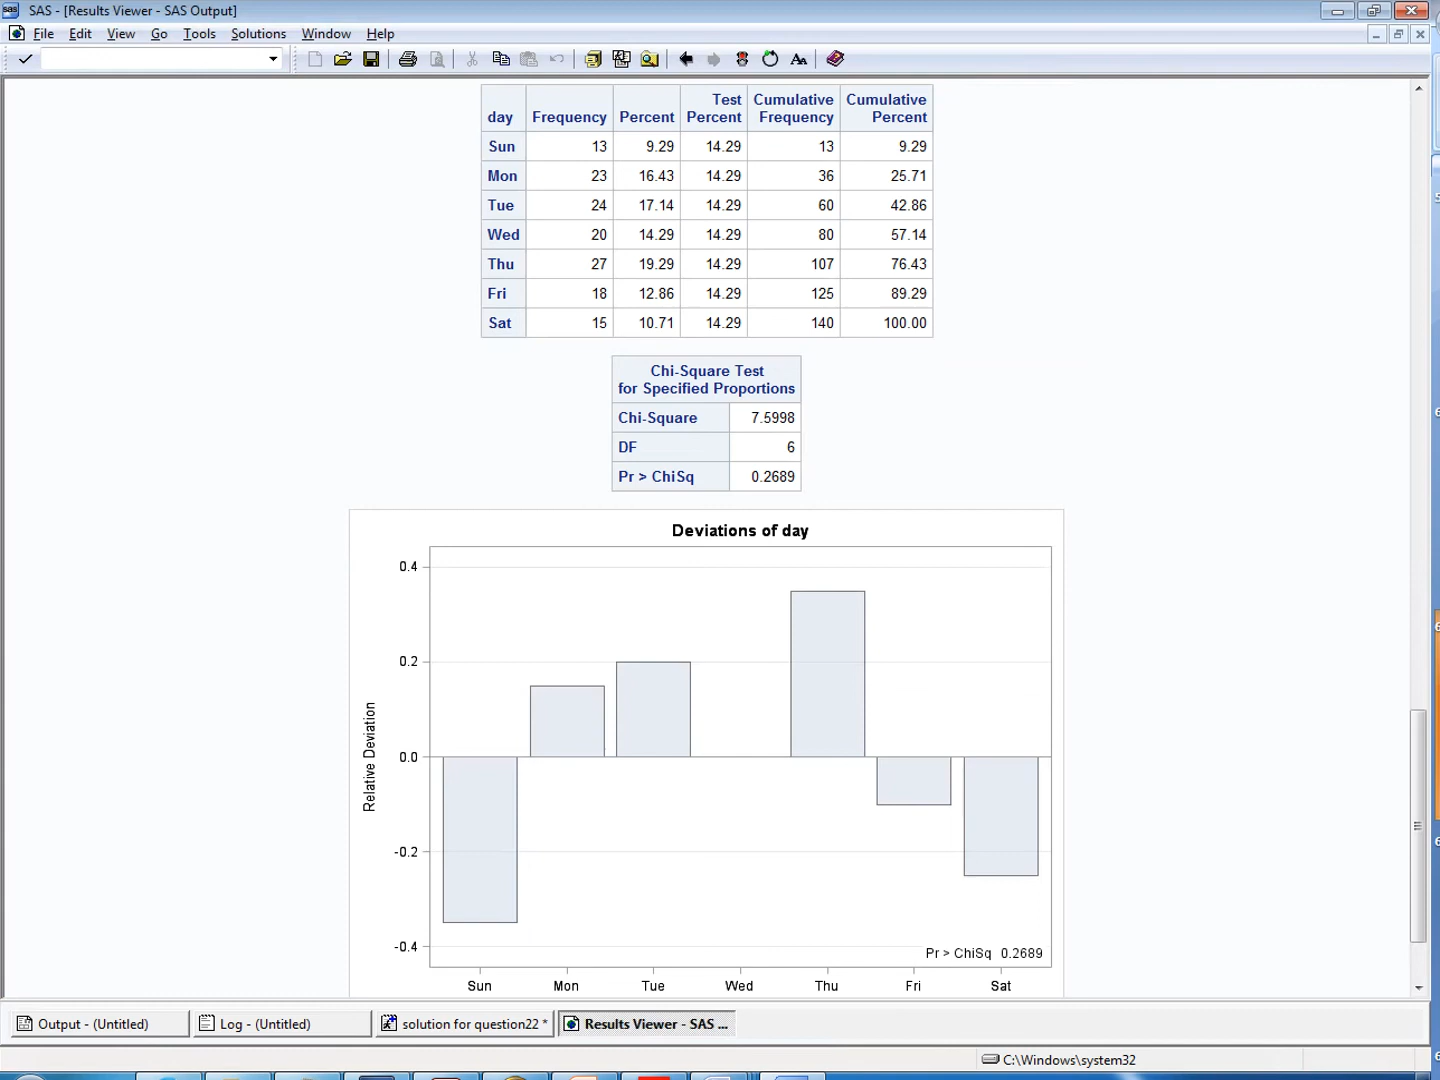 SAS - [Results Viewer - SAS Output]
File Edit View Go Tools Solutions Window Help
day Frequency Percent Test Percent Cumulative Frequency Cumulative Percent
Sun 13 9.29 14.29 13 9.29
Mon 23 16.43 14.29 36 25.71
Tue 24 17.14 14.29 60 42.86
Wed 20 14.29 14.29 80 57.14
Thu 27 19.29 14.29 107 76.43
Fri 18 12.86 14.29 125 89.29
Sat 15 10.71 14.29 140 100.00
Chi-Square Test
for Specified Proportions
Chi-Square 7.5998
DF 6
Pr > ChiSq 0.2689
Deviations of day
0.4
0.2
0.0
-0.2
-0.4
Relative Deviation
Pr > ChiSq 0.2689
Sun Mon Tue Wed Thu Fri Sat
Output - (Untitled) Log - (Untitled) solution for question22 * Results Viewer - SAS ...
C:\Windows\system32